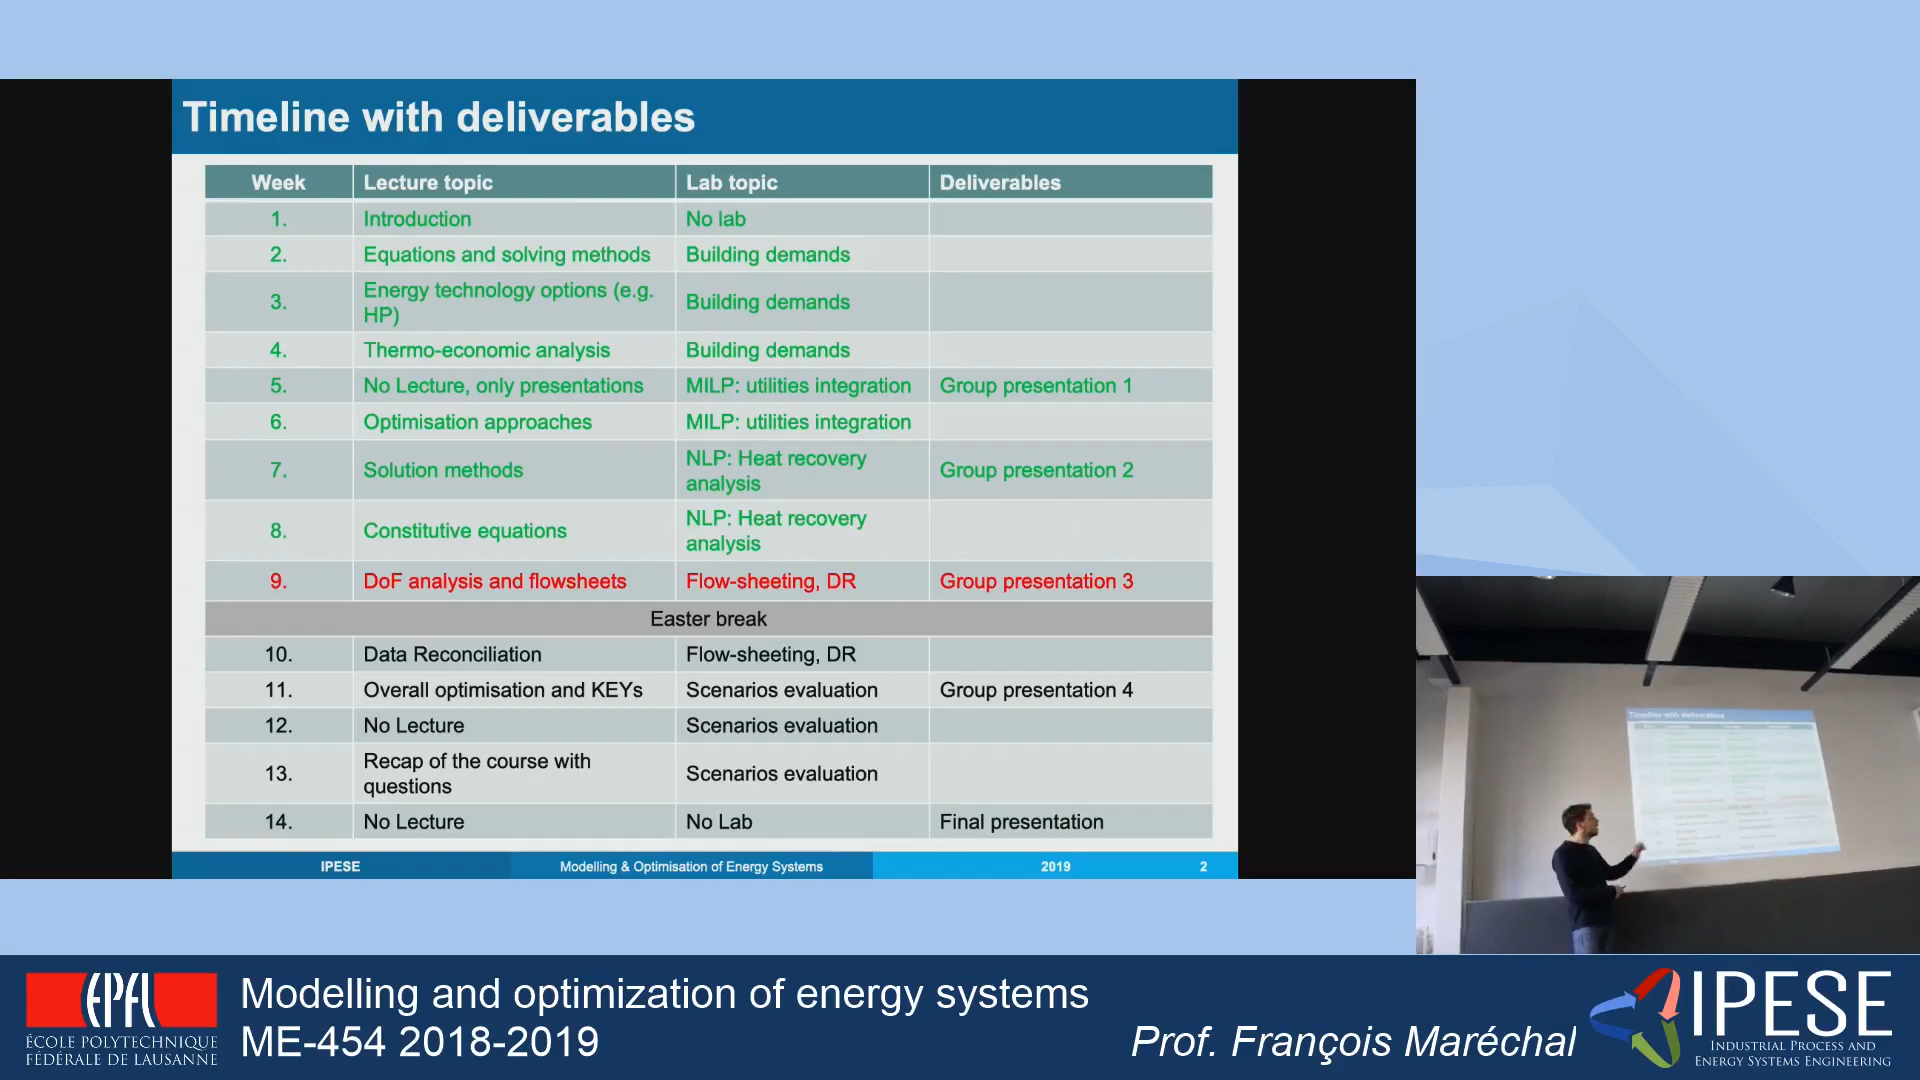 Timeline with deliverables
Week Lecture topic Lab topic Deliverables
1. Introduction No lab
2. Equations and solving methods Building demands
3. Energy technology options (e.g. HP) Building demands
4. Thermo-economic analysis Building demands
5. No Lecture, only presentations MILP: utilities integration Group presentation 1
6. Optimisation approaches MILP: utilities integration
7. Solution methods NLP: Heat recovery analysis Group presentation 2
8. Constitutive equations NLP: Heat recovery analysis
9. DoF analysis and flowsheets Flow-sheeting, DR Group presentation 3
Easter break
10. Data Reconciliation Flow-sheeting, DR
11. Overall optimisation and KEYs Scenarios evaluation Group presentation 4
12. No Lecture Scenarios evaluation
13. Recap of the course with questions Scenarios evaluation
14. No Lecture No Lab Final presentation
IPESE Modelling & Optimisation of Energy Systems 2019 2
Timeline with deliverables
EPFL
ÉCOLE POLYTECHNIQUE
FÉDÉRALE DE LAUSANNE
Modelling and optimization of energy systems
ME-454 2018-2019
Prof. François Maréchal
IPESE
INDUSTRIAL PROCESS AND
ENERGY SYSTEMS ENGINEERING